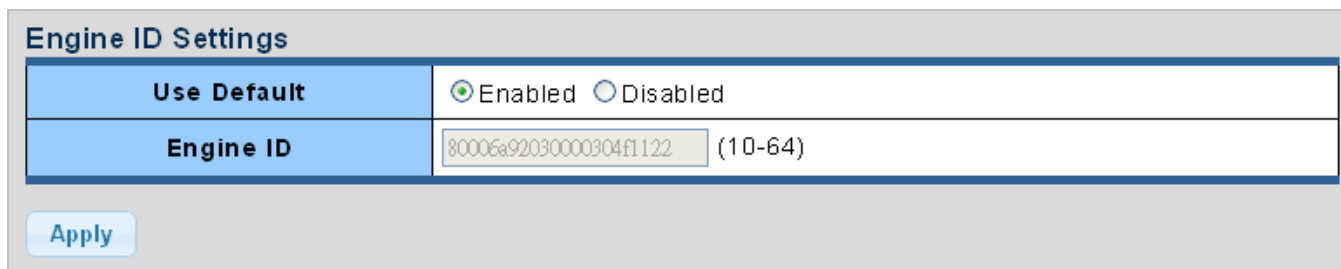 Engine ID Settings
Use Default Enabled Disabled
Engine ID 80006a92030000304f1122 (10-64)
Apply